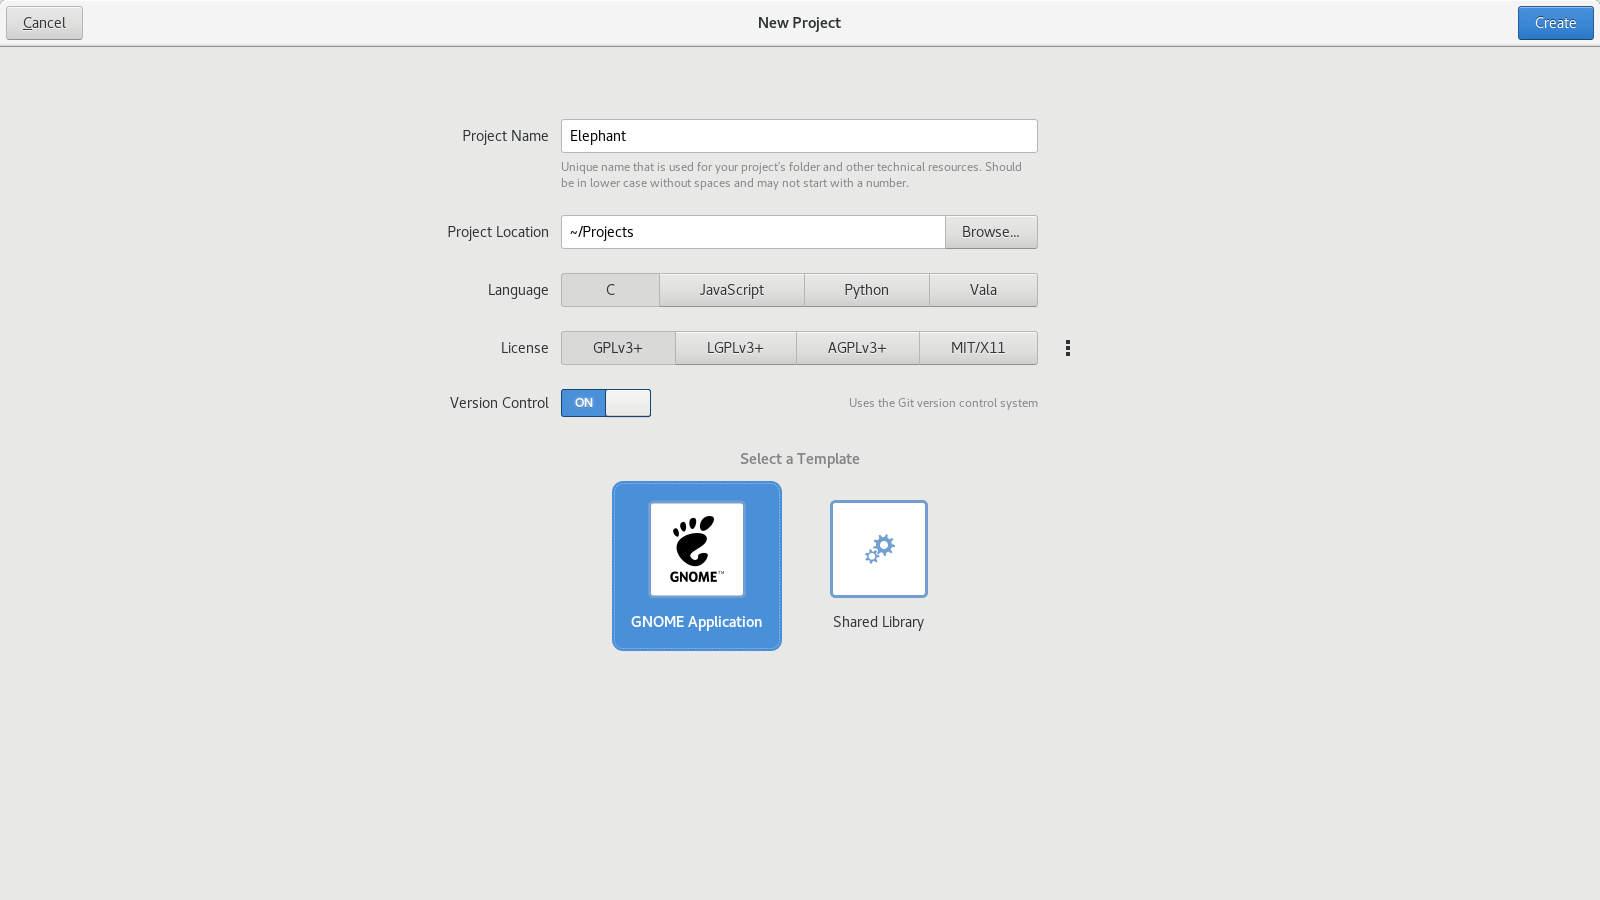 Cancel
New Project
Create
Project Name
Elephant
Unique name that is used for your project's folder and other technical resources. Should
be in lower case without spaces and may not start with a number.
Project Location
~/Projects
Browse...
Language
C
JavaScript
Python
Vala
License
GPLv3+
LGPLv3+
AGPLv3+
MIT/X11
Version Control
ON
Uses the Git version control system
Select a Template
GNOME™
GNOME Application
Shared Library